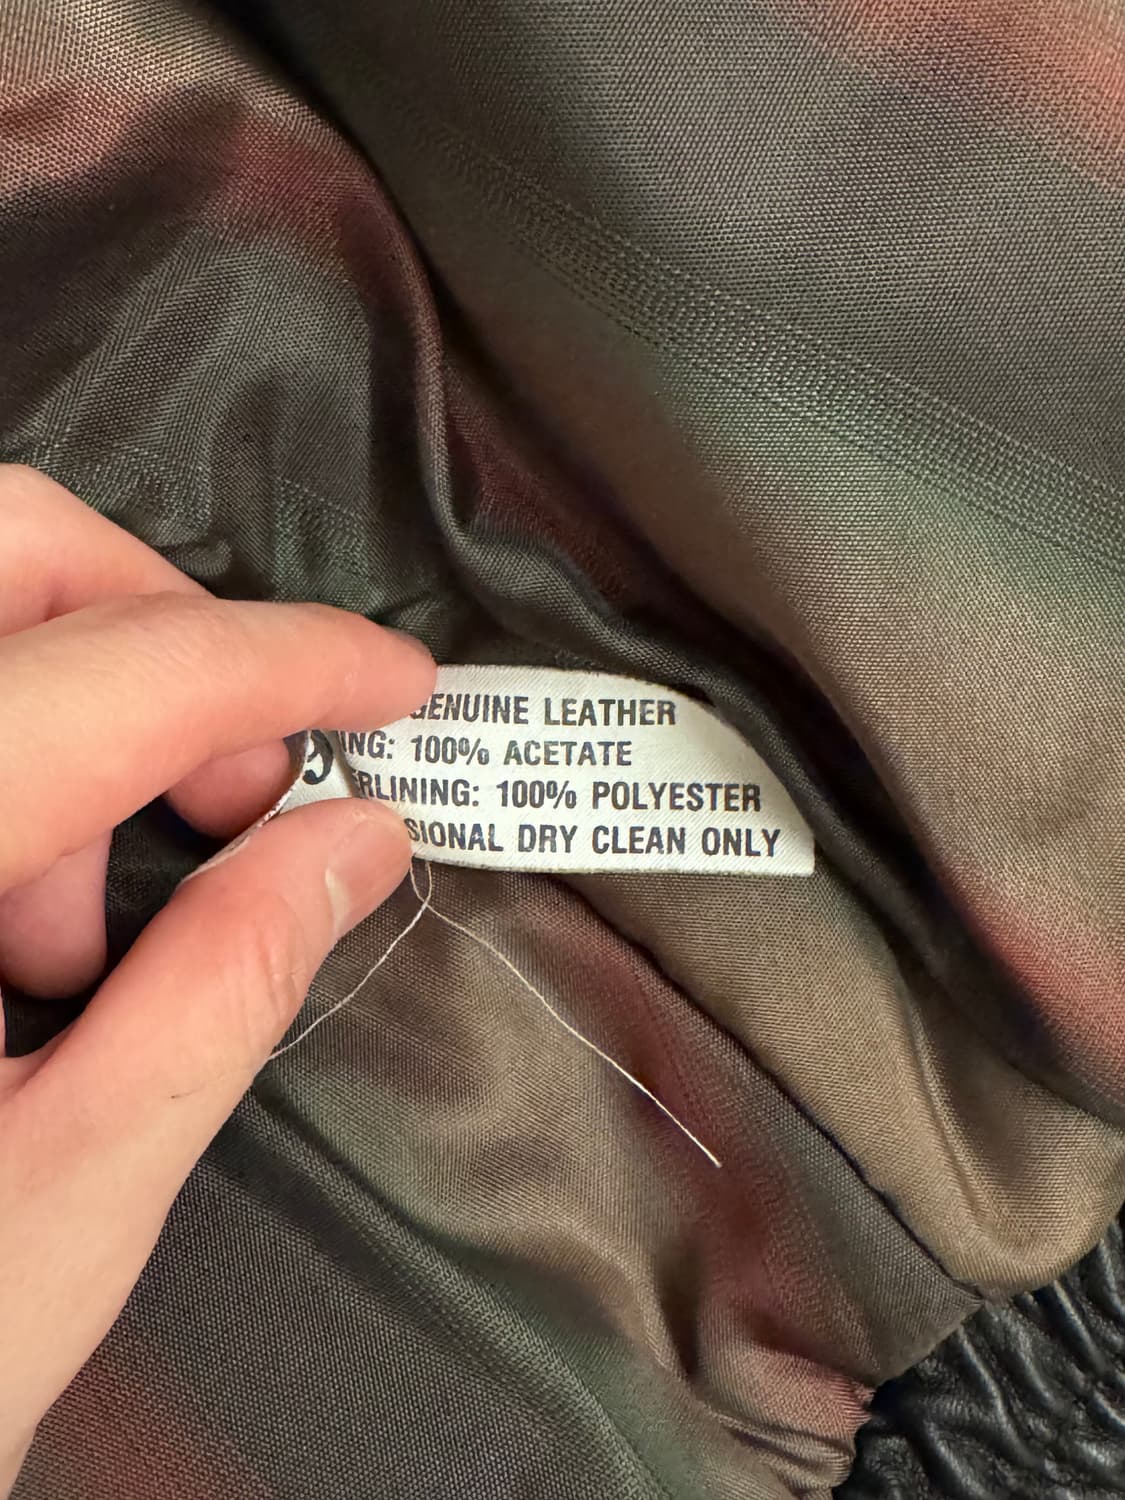 GENUINE LEATHER
ING: 100% ACETATE
ERLINING: 100% POLYESTER
SIONAL DRY CLEAN ONLY